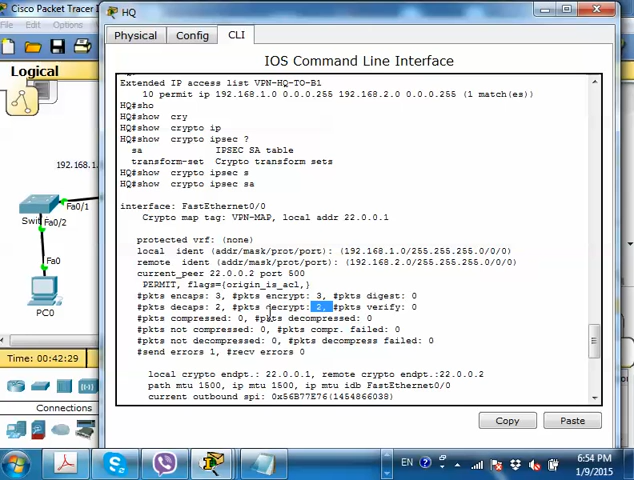 Cisco Packet Tracer
HQ
File Edit Options
Physical Config CLI
Logical
IOS Command Line Interface
Extended IP access list VPN-HQ-TO-B1
10 permit ip 192.168.1.0 0.0.0.255 192.168.2.0 0.0.0.255 (1 match(es))
HQ#sho
HQ#show cry
HQ#show crypto ip
HQ#show crypto ipsec ?
sa IPSEC SA table
transform-set Crypto transform sets
HQ#show crypto ipsec s
HQ#show crypto ipsec sa
interface: FastEthernet0/0
Crypto map tag: VPN-MAP, local addr 22.0.0.1
protected vrf: (none)
local ident (addr/mask/prot/port): (192.168.1.0/255.255.255.0/0/0)
remote ident (addr/mask/prot/port): (192.168.2.0/255.255.255.0/0/0)
current_peer 22.0.0.2 port 500
PERMIT, flags={origin_is_acl,}
#pkts encaps: 3, #pkts encrypt: 3, #pkts digest: 0
#pkts decaps: 2, #pkts decrypt: 2, #pkts verify: 0
#pkts compressed: 0, #pkts decompressed: 0
#pkts not compressed: 0, #pkts compr. failed: 0
#pkts not decompressed: 0, #pkts decompress failed: 0
#send errors 1, #recv errors 0
local crypto endpt.: 22.0.0.1, remote crypto endpt.:22.0.0.2
path mtu 1500, ip mtu 1500, ip mtu idb FastEthernet0/0
current outbound spi: 0x56B77E76(1454866038)
192.168.
Fa0/1
Swit
Fa0/2
Fa0
PC0
Copy Paste
Time: 00:42:29
Connections
EN
6:54 PM
1/9/2015